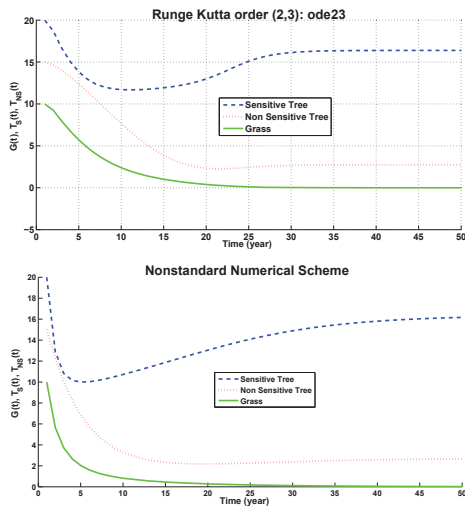 Runge Kutta order (2,3): ode23
G(t), T_S(t), T_NS(t)
20
15
10
5
0
−5
Sensitive Tree
Non Sensitive Tree
Grass
0 5 10 15 20 25 30 35 40 45 50
Time (year)
Nonstandard Numerical Scheme
G(t), T_S(t), T_NS(t)
20
18
16
14
12
10
8
6
4
2
0
Sensitive Tree
Non Sensitive Tree
Grass
0 5 10 15 20 25 30 35 40 45 50
Time (year)